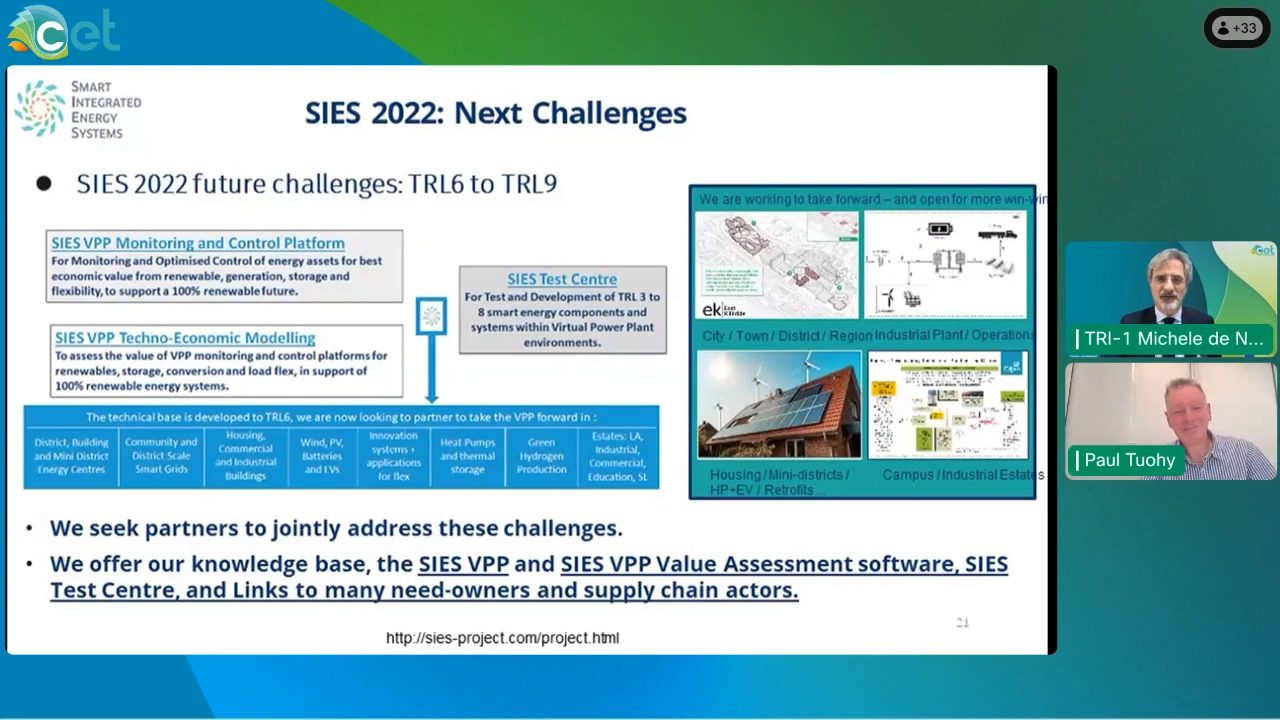 cet
+33
SMART
INTEGRATED
ENERGY
SYSTEMS
SIES 2022: Next Challenges
● SIES 2022 future challenges: TRL6 to TRL9
SIES VPP Monitoring and Control Platform
For Monitoring and Optimised Control of energy assets for best
economic value from renewable, generation, storage and
flexibility, to support a 100% renewable future.
SIES VPP Techno-Economic Modelling
To assess the value of VPP monitoring and control platforms for
renewables, storage, conversion and load flex, in support of
100% renewable energy systems.
SIES Test Centre
For Test and Development of TRL 3 to
8 smart energy components and
systems within Virtual Power Plant
environments.
The technical base is developed to TRL6, we are now looking to partner to take the VPP forward in :
District, Building
and Mini District
Energy Centres
Community and
District Scale
Smart Grids
Housing,
Commercial
and Industrial
Buildings
Wind, PV,
Batteries
and EVs
Innovation
systems +
applications
for flex
Heat Pumps
and thermal
storage
Green
Hydrogen
Production
Estates: LA,
Industrial,
Commercial,
Education, SL
We are working to take forward – and open for more win-win
ek
City / Town / District / Region
Industrial Plant / Operations
Housing / Mini-districts /
HP+EV / Retrofits…
Campus / Industrial Estates
• We seek partners to jointly address these challenges.
• We offer our knowledge base, the SIES VPP and SIES VPP Value Assessment software, SIES
Test Centre, and Links to many need-owners and supply chain actors.
http://sies-project.com/project.html
21
TRI-1 Michele de N...
Paul Tuohy